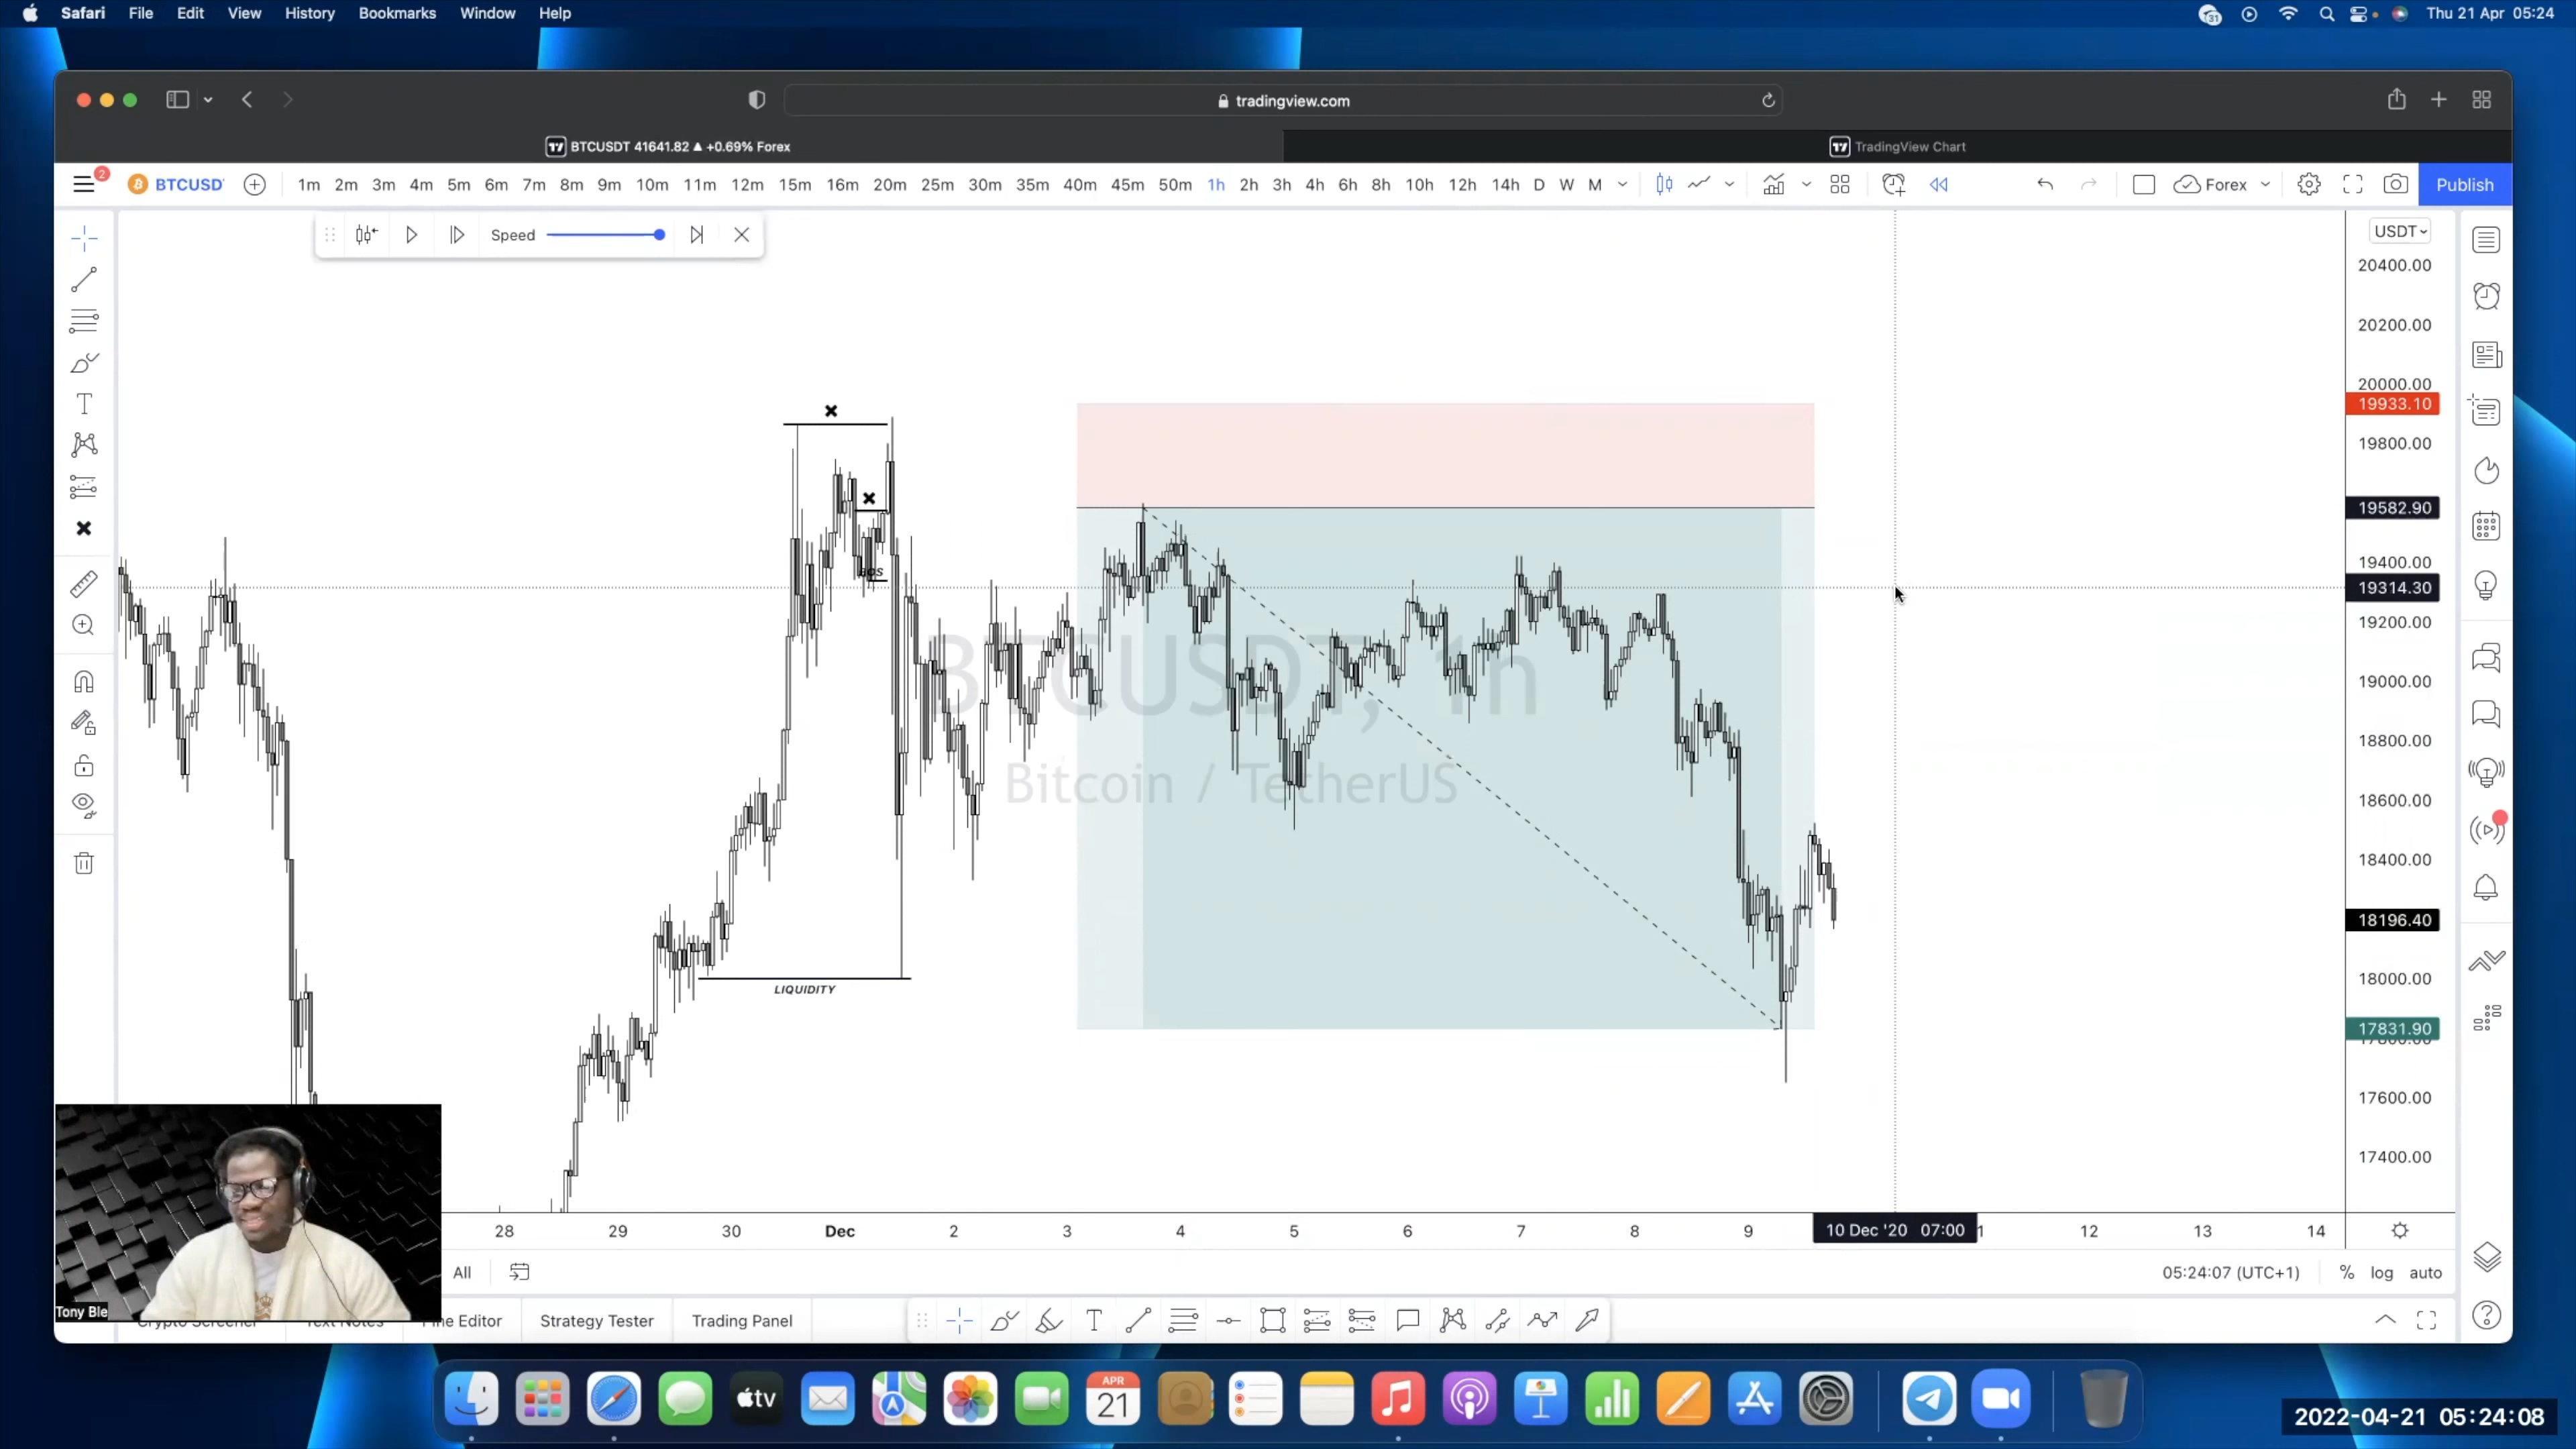 Safari File Edit View History Bookmarks Window Help
31
Thu 21 Apr 05:24
tradingview.com
BTCUSDT 41641.82 ▲ +0.69% Forex
TradingView Chart
2
BTCUSD
1m 2m 3m 4m 5m 6m 7m 8m 9m 10m 11m 12m 15m 16m 20m 25m 30m 35m 40m 45m 50m 1h 2h 3h 4h 6h 8h 10h 12h 14h D W M
Forex
Publish
Speed
USDT
20400.00
20200.00
20000.00
19933.10
19800.00
19582.90
19400.00
19314.30
19200.00
19000.00
18800.00
18600.00
18400.00
18196.40
18000.00
17831.90
17600.00
17400.00
BTCUSDT, 1h
Bitcoin / TetherUS
LIQUIDITY
28 29 30 Dec 2 3 4 5 6 7 8 9 10 Dec '20 07:00 12 13 14
All
05:24:07 (UTC+1) % log auto
Tony Ble
Strategy Tester
Trading Panel
tv
APR
21
2022-04-21 05:24:08